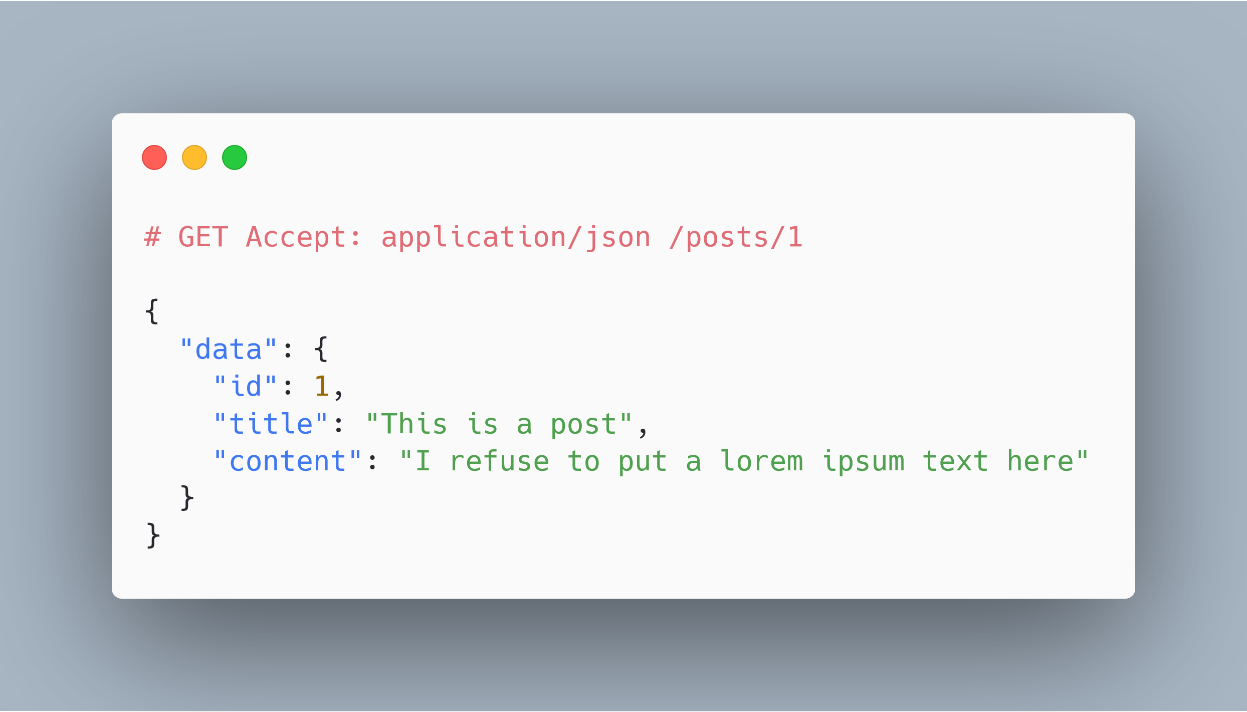 # GET Accept: application/json /posts/1
{
  "data": {
    "id": 1,
    "title": "This is a post",
    "content": "I refuse to put a lorem ipsum text here"
  }
}